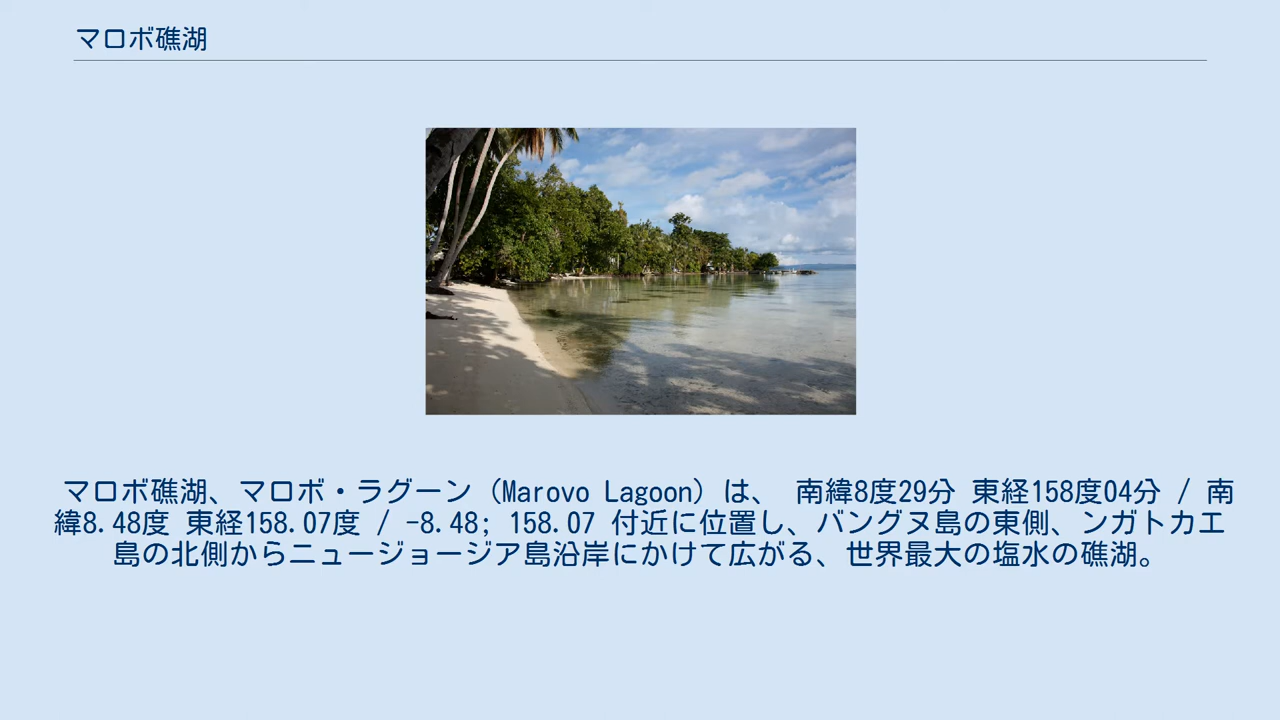 マロボ礁湖
マロボ礁湖、マロボ・ラグーン（Marovo Lagoon）は、 南緯8度29分 東経158度04分 / 南
緯8.48度 東経158.07度 / -8.48; 158.07 付近に位置し、バングヌ島の東側、ンガトカエ
島の北側からニュージョージア島沿岸にかけて広がる、世界最大の塩水の礁湖。